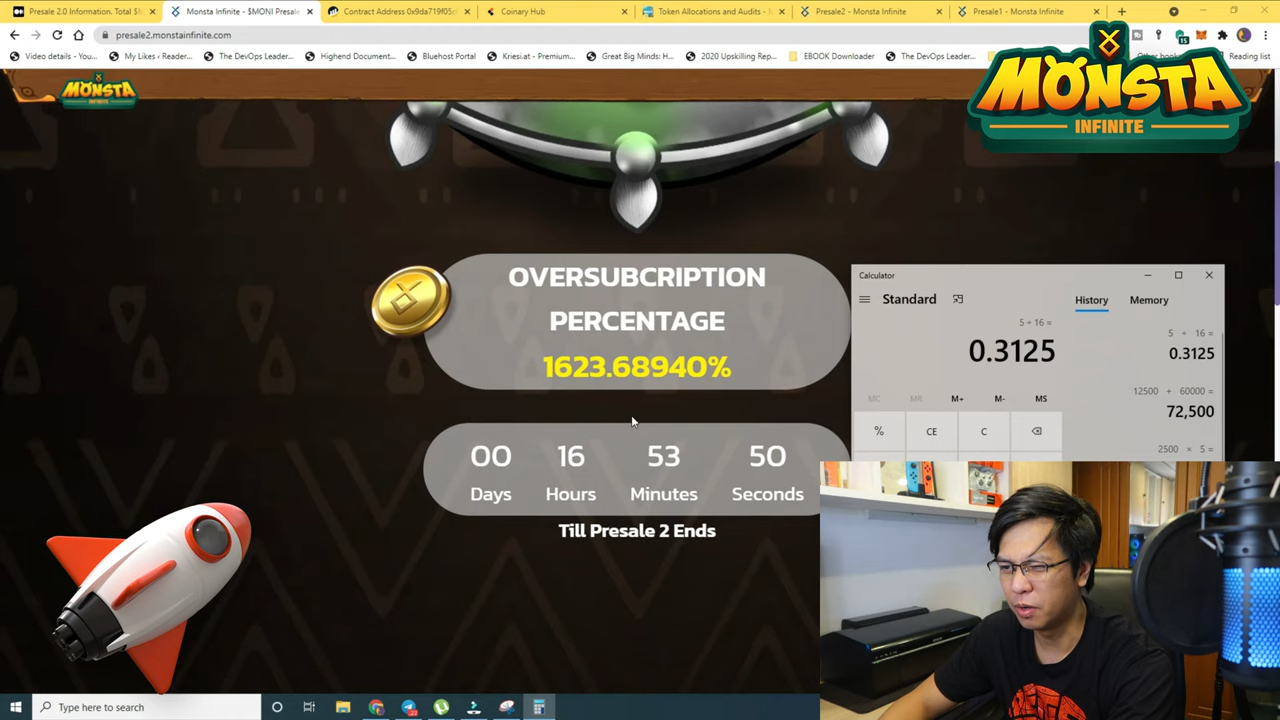 Presale 2.0 Information. Total $M
Monsta Infinite - $MONI Presale
Contract Address 0x9da719f05cl
Coinary Hub
Token Allocations and Audits - M
Presale2 - Monsta Infinite
Presale1 - Monsta Infinite
presale2.monstainfinite.com
Video details - You...
My Likes - Reader...
The DevOps Leader...
Highend Document...
Bluehost Portal
Kriesi.at - Premium...
Great Big Minds: H...
2020 Upskilling Rep...
EBOOK Downloader
The DevOps Leader...
Reading list
MONSTA
INFINITE
MONSTA
INFINITE
OVERSUBCRIPTION
PERCENTAGE
1623.68940%
00 16 53 50
Days Hours Minutes Seconds
Till Presale 2 Ends
Calculator
Standard
History Memory
5 ÷ 16 =
0.3125
MC MR M+ M- MS
% CE C
5 ÷ 16 =
0.3125
12500 + 60000 =
72,500
2500 × 5 =
Type here to search